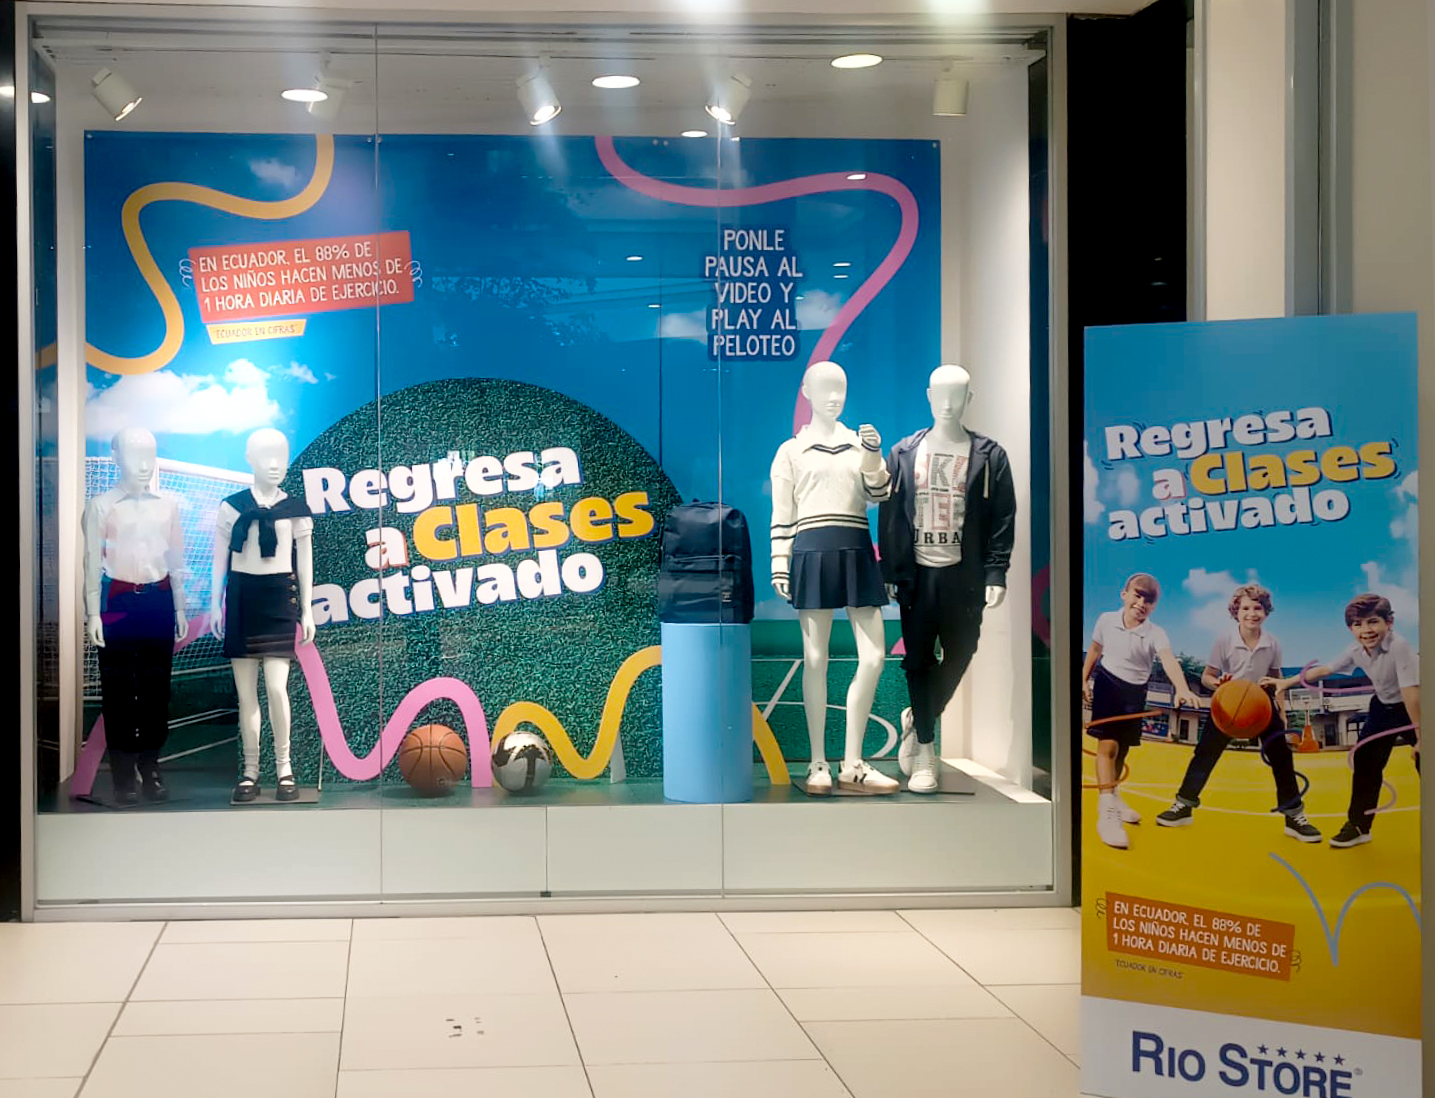 EN ECUADOR, EL 88% DE
LOS NIÑOS HACEN MENOS DE
1 HORA DIARIA DE EJERCICIO.
"ECUADOR EN CIFRAS"
PONLE
PAUSA AL
VIDEO Y
PLAY AL
PELOTEO
Regresa
a Clases
activado
URBA
Regresa
a Clases
activado
EN ECUADOR, EL 88% DE
LOS NIÑOS HACEN MENOS DE
1 HORA DIARIA DE EJERCICIO.
"ECUADOR EN CIFRAS"
RIO STORE